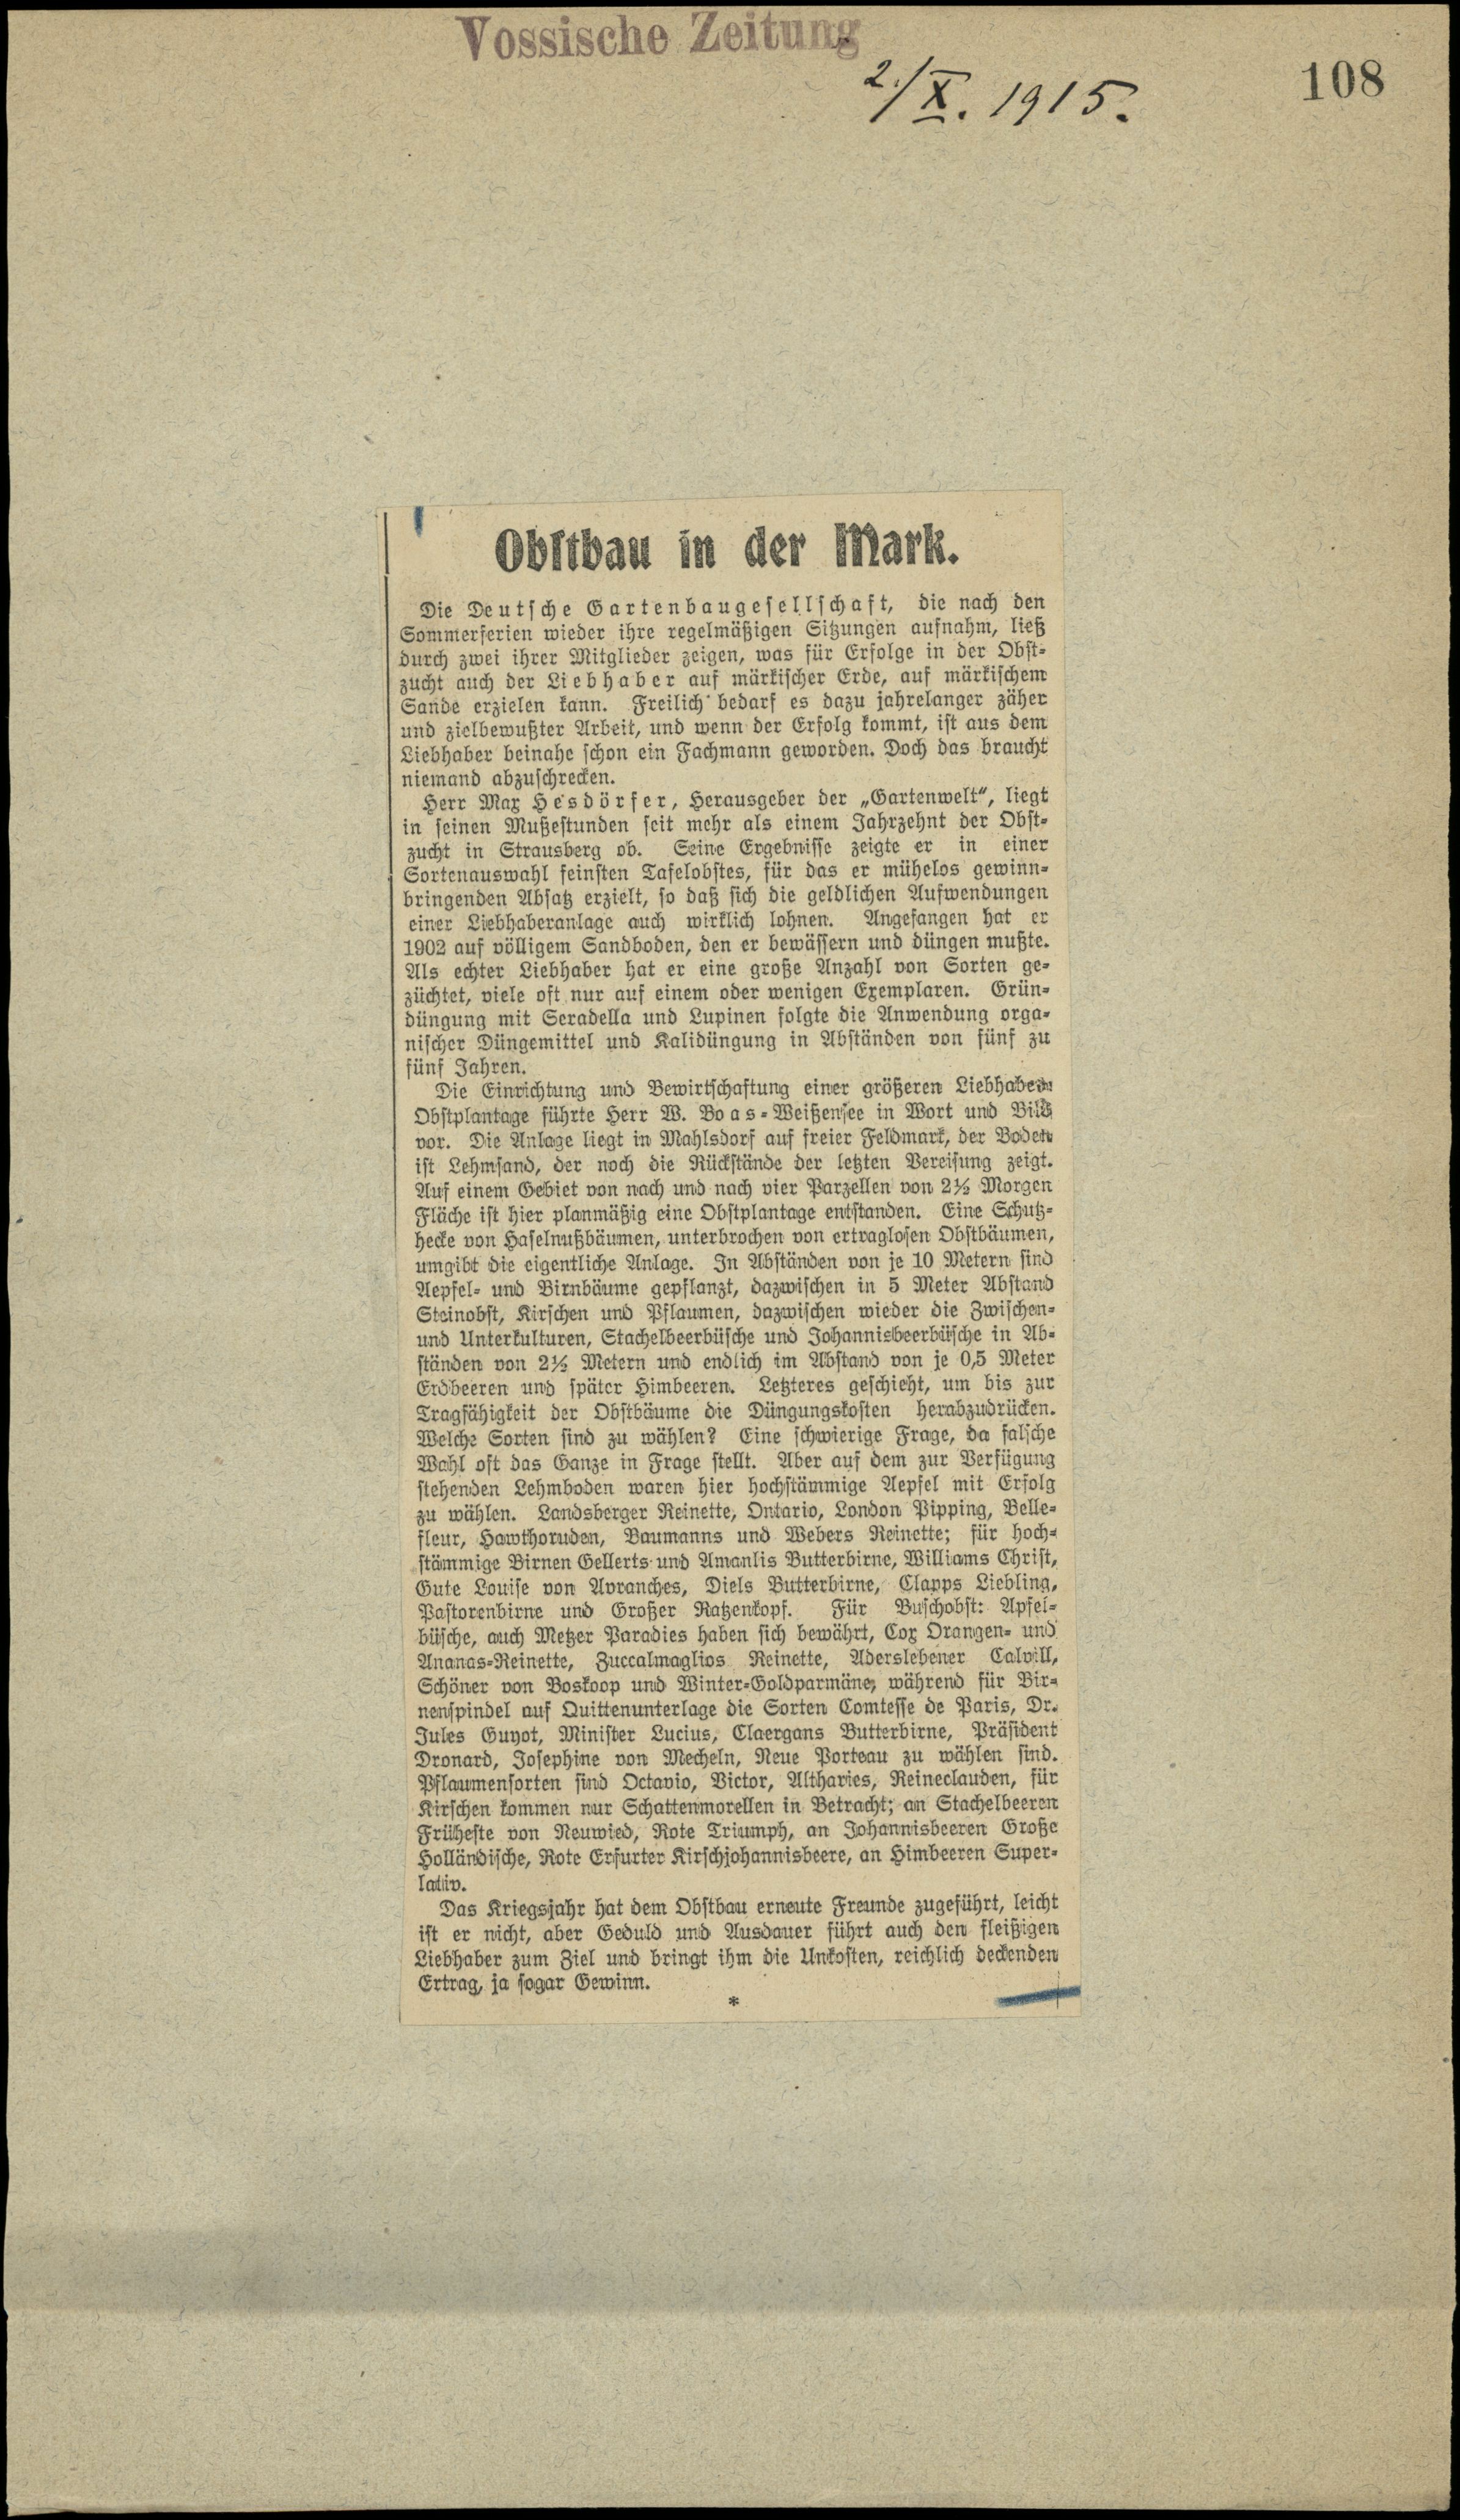 Vossische Zeitung
2./X. 1915.
108
Obstbau in der Mark.
Die Deutsche Gartenbaugesellschaft, die nach den
Sommerferien wieder ihre regelmäßigen Sitzungen aufnahm, ließ
durch zwei ihrer Mitglieder zeigen, was für Erfolge in der Obst-
zucht auch der Liebhaber auf märkischer Erde, auf märkischem
Sande erzielen kann. Freilich bedarf es dazu jahrelanger zäher
und zielbewußter Arbeit, und wenn der Erfolg kommt, ist aus dem
Liebhaber beinahe schon ein Fachmann geworden. Doch das braucht
niemand abzuschrecken.
Herr Max Hesdörfer, Herausgeber der „Gartenwelt“, liegt
in seinen Mußestunden seit mehr als einem Jahrzehnt der Obst-
zucht in Strausberg ob. Seine Ergebnisse zeigte er in einer
Sortenauswahl feinsten Tafelobstes, für das er mühelos gewinn-
bringenden Absatz erzielt, so daß sich die geldlichen Aufwendungen
einer Liebhaberanlage auch wirklich lohnen. Angefangen hat er
1902 auf völligem Sandboden, den er bewässern und düngen mußte.
Als echter Liebhaber hat er eine große Anzahl von Sorten ge-
züchtet, viele oft nur auf einem oder wenigen Exemplaren. Grün-
düngung mit Seradella und Lupinen folgte die Anwendung orga-
nischer Düngemittel und Kalidüngung in Abständen von fünf zu
fünf Jahren.
Die Einrichtung und Bewirtschaftung einer größeren Liebhaber-
Obstplantage führte Herr W. Boas-Weißensee in Wort und Bild
vor. Die Anlage liegt in Mahlsdorf auf freier Feldmark, der Boden
ist Lehmsand, der noch die Rückstände der letzten Vereisung zeigt.
Auf einem Gebiet von nach und nach vier Parzellen von 2½ Morgen
Fläche ist hier planmäßig eine Obstplantage entstanden. Eine Schutz-
hecke von Haselnußbäumen, unterbrochen von ertraglosen Obstbäumen,
umgibt die eigentliche Anlage. In Abständen von je 10 Metern sind
Aepfel- und Birnbäume gepflanzt, dazwischen in 5 Meter Abstand
Steinobst, Kirschen und Pflaumen, dazwischen wieder die Zwischen-
und Unterkulturen, Stachelbeerbüsche und Johannisbeerbüsche in Ab-
ständen von 2½ Metern und endlich im Abstand von je 0,5 Meter
Erdbeeren und später Himbeeren. Letzteres geschieht, um bis zur
Tragfähigkeit der Obstbäume die Düngungskosten herabzudrücken.
Welche Sorten sind zu wählen? Eine schwierige Frage, da falsche
Wahl oft das Ganze in Frage stellt. Aber auf dem zur Verfügung
stehenden Lehmboden waren hier hochstämmige Aepfel mit Erfolg
zu wählen. Landsberger Reinette, Ontario, London Pipping, Belle-
fleur, Hawthoruden, Baumanns und Webers Reinette; für hoch-
stämmige Birnen Gellerts und Amanlis Butterbirne, Williams Christ,
Gute Louise von Avranches, Diels Butterbirne, Clapps Liebling,
Pastorenbirne und Großer Ratzenkopf. Für Buschobst: Apfel-
büsche, auch Metzer Paradies haben sich bewährt, Cox Orangen- und
Ananas-Reinette, Zuccalmaglios Reinette, Aderslebener Calvill,
Schöner von Boskoop und Winter-Goldparmäne, während für Bir-
nenspindel auf Quittenunterlage die Sorten Comtesse de Paris, Dr.
Jules Guyot, Minister Lucius, Claergans Butterbirne, Präsident
Dronard, Josephine von Mecheln, Neue Porteau zu wählen sind.
Pflaumensorten sind Octavio, Victor, Altharies, Reineclauden, für
Kirschen kommen nur Schattenmorellen in Betracht; an Stachelbeeren
Früheste von Neuwied, Rote Triumph, an Johannisbeeren Große
Holländische, Rote Erfurter Kirschjohannisbeere, an Himbeeren Super-
lativ.
Das Kriegsjahr hat dem Obstbau erneute Freunde zugeführt, leicht
ist er nicht, aber Geduld und Ausdauer führt auch den fleißigen
Liebhaber zum Ziel und bringt ihm die Unkosten, reichlich deckenden
Ertrag, ja sogar Gewinn.
*